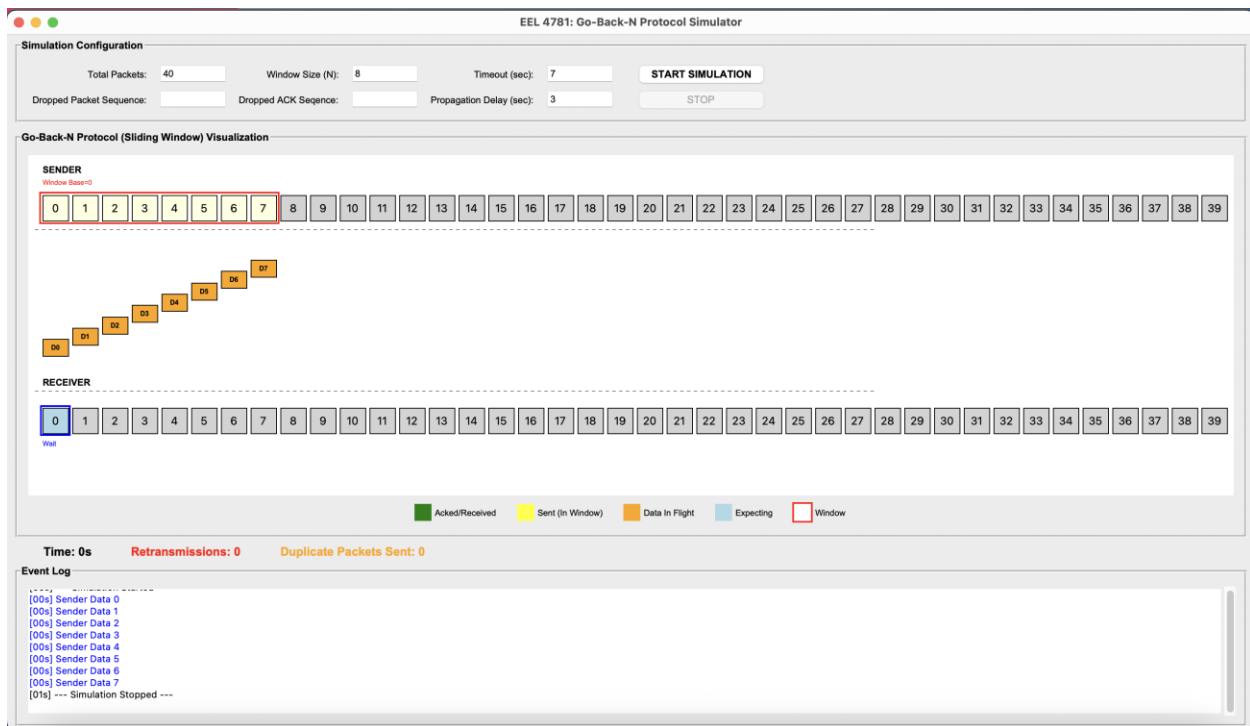 EEL 4781: Go-Back-N Protocol Simulator
Simulation Configuration
Total Packets: 40 Window Size (N): 8 Timeout (sec): 7 START SIMULATION
Dropped Packet Sequence: Dropped ACK Seqence: Propagation Delay (sec): 3 STOP
Go-Back-N Protocol (Sliding Window) Visualization
SENDER
Window Base=0
0 1 2 3 4 5 6 7 8 9 10 11 12 13 14 15 16 17 18 19 20 21 22 23 24 25 26 27 28 29 30 31 32 33 34 35 36 37 38 39
D7
D6
D5
D4
D3
D2
D1
D0
RECEIVER
0 1 2 3 4 5 6 7 8 9 10 11 12 13 14 15 16 17 18 19 20 21 22 23 24 25 26 27 28 29 30 31 32 33 34 35 36 37 38 39
Wait
Acked/Received Sent (In Window) Data In Flight Expecting Window
Time: 0s Retransmissions: 0 Duplicate Packets Sent: 0
Event Log
[00s] Sender Data 0
[00s] Sender Data 1
[00s] Sender Data 2
[00s] Sender Data 3
[00s] Sender Data 4
[00s] Sender Data 5
[00s] Sender Data 6
[00s] Sender Data 7
[01s] --- Simulation Stopped ---